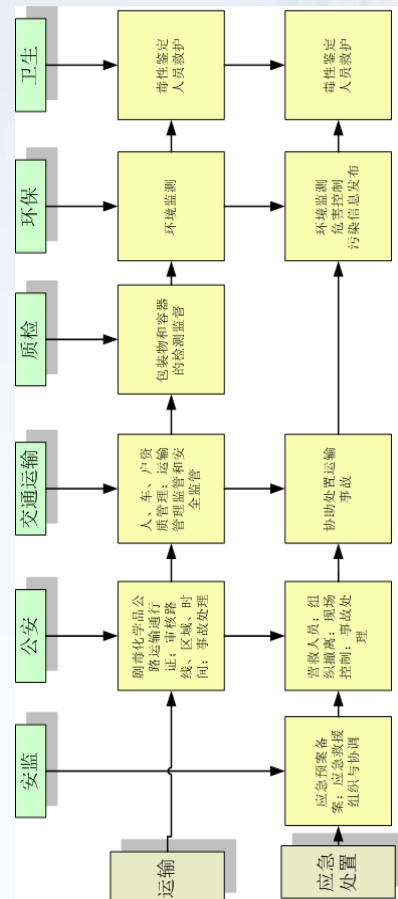 安监
公安
交通运输
质检
环保
卫生
运输
剧毒化学品公
路运输通行
证；审核路
线、区域、时
间；事故处理
人、车、户资
质管理；运输
管理监管和安
全监管
包装物和容器
的检测监督
环境监测
毒性鉴定
人员救护
应急
处置
应急预案备
案；应急救援
组织与协调
营救人员；组
织撤离；现场
控制；事故处
理
协助处置运输
事故
环境监测
危害控制
污染信息发布
毒性鉴定
人员救护